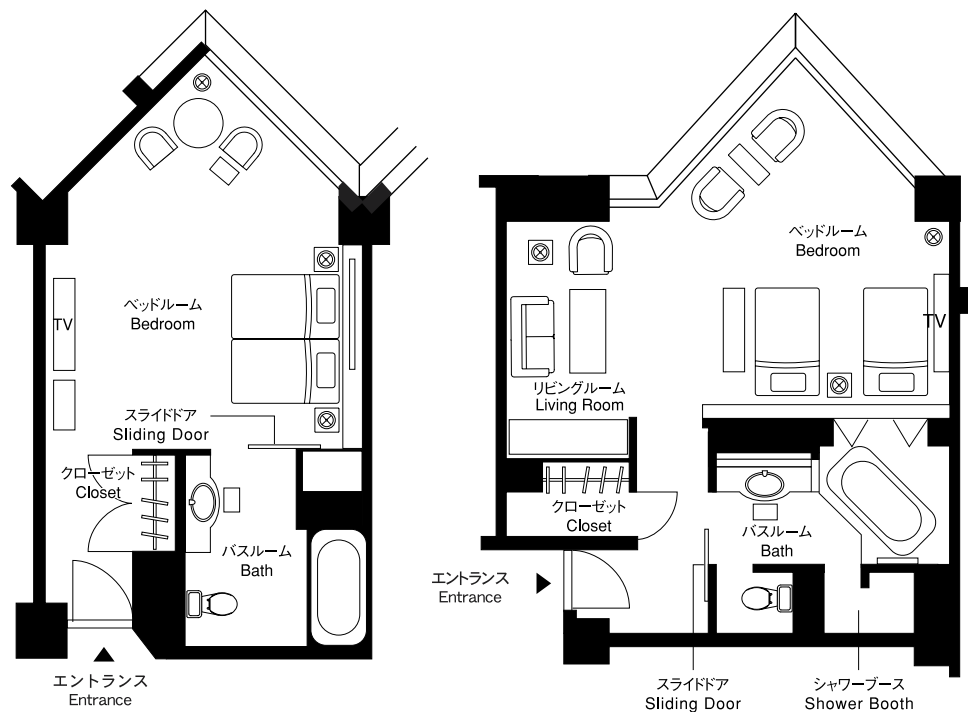 ベッドルーム
Bedroom
TV
スライドドア
Sliding Door
クローゼット
Closet
バスルーム
Bath
エントランス
Entrance
ベッドルーム
Bedroom
TV
リビングルーム
Living Room
クローゼット
Closet
バスルーム
Bath
エントランス
Entrance
スライドドア
Sliding Door
シャワーブース
Shower Booth